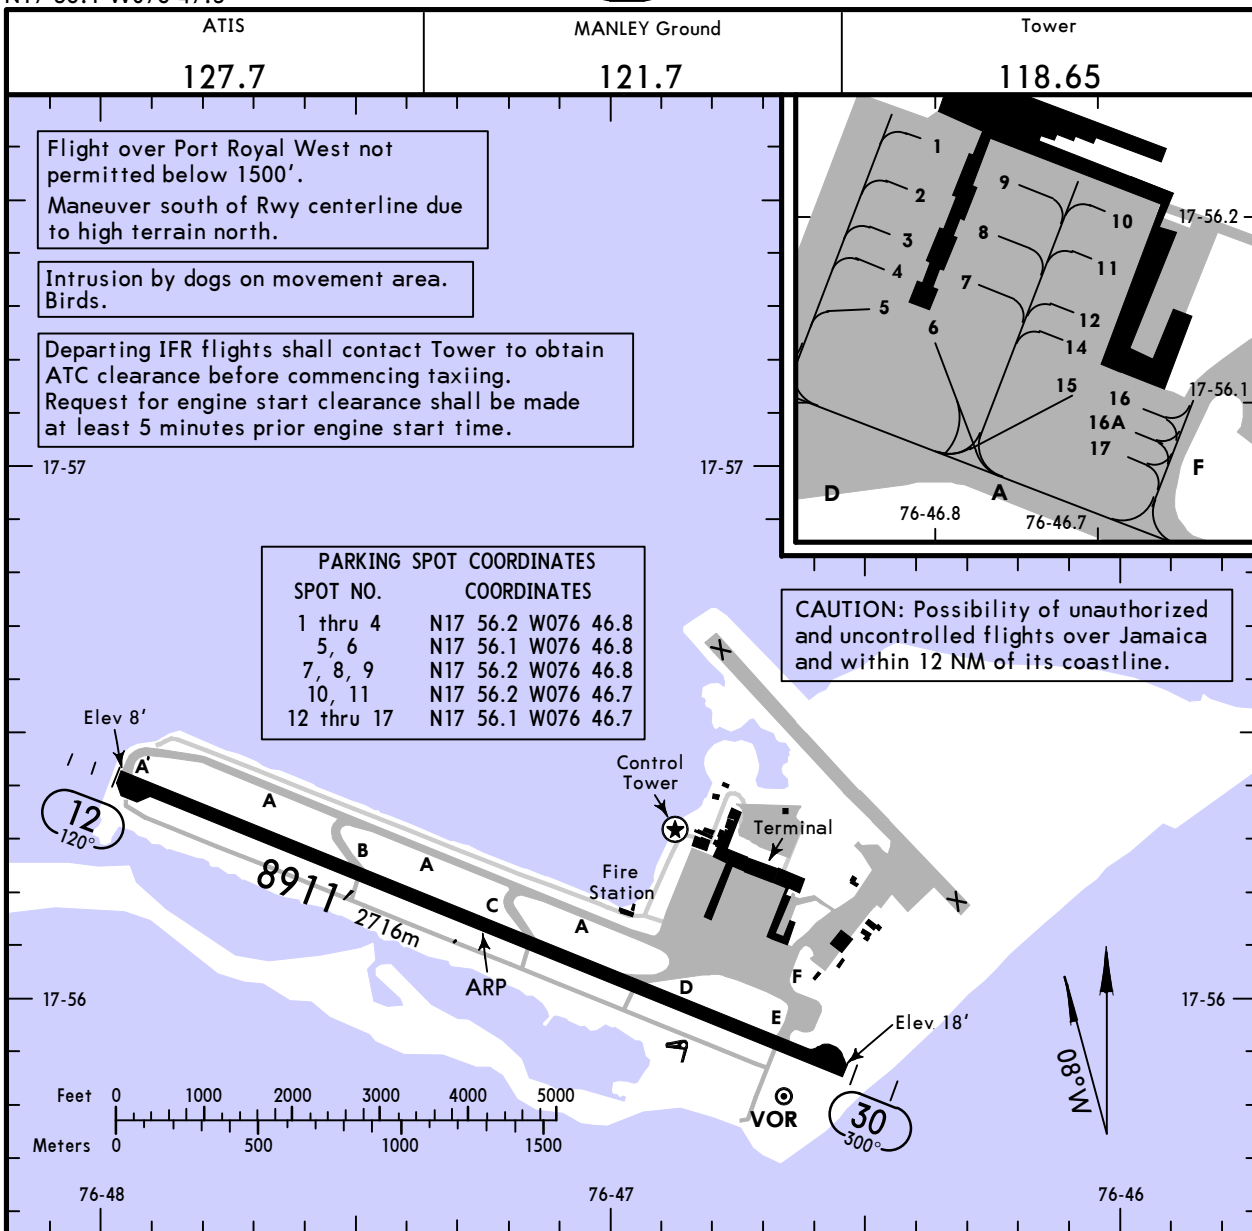 ATIS
MANLEY Ground
Tower
127.7
121.7
118.65
Flight over Port Royal West not
permitted below 1500'.
Maneuver south of Rwy centerline due
to high terrain north.
Intrusion by dogs on movement area.
Birds.
Departing IFR flights shall contact Tower to obtain
ATC clearance before commencing taxiing.
Request for engine start clearance shall be made
at least 5 minutes prior engine start time.
1
2
3
4
5
6
7
8
9
10
11
12
14
15
16
16A
17
17-56.2
17-56.1
F
D
A
76-46.8
76-46.7
17-57
17-57
PARKING SPOT COORDINATES
SPOT NO. COORDINATES
1 thru 4 N17 56.2 W076 46.8
5, 6 N17 56.1 W076 46.8
7, 8, 9 N17 56.2 W076 46.8
10, 11 N17 56.2 W076 46.7
12 thru 17 N17 56.1 W076 46.7
CAUTION: Possibility of unauthorized
and uncontrolled flights over Jamaica
and within 12 NM of its coastline.
X
X
Elev 8'
A
12
120°
A
B
A
8911'
2716m
C
A
ARP
Control
Tower
Fire
Station
Terminal
D
F
E
Elev 18'
17-56
17-56
08°W
VOR
30
300°
Feet 0 1000 2000 3000 4000 5000
Meters 0 500 1000 1500
76-48
76-47
76-46